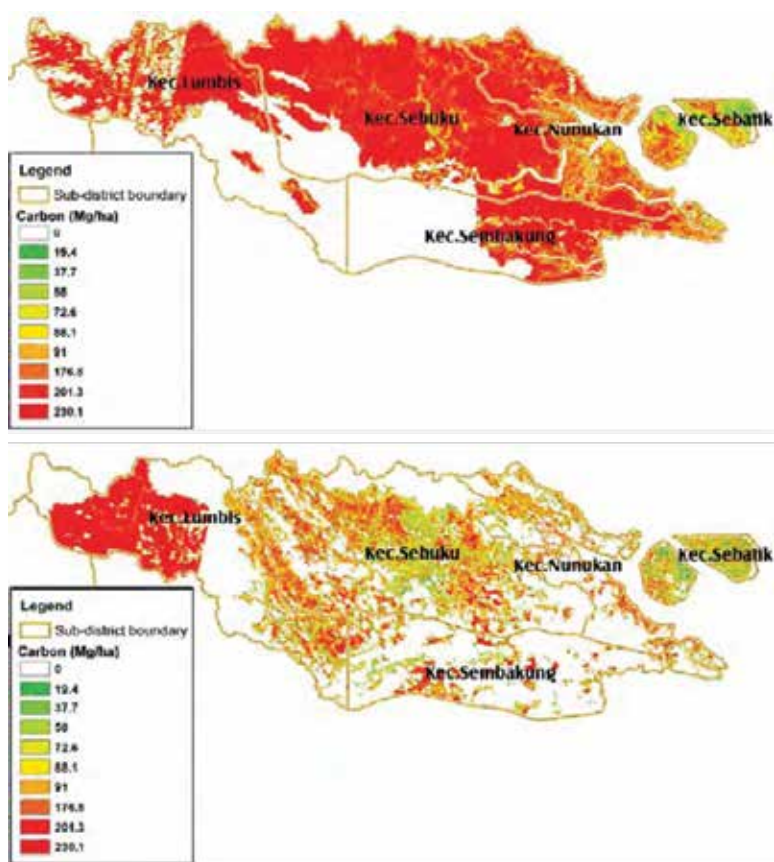 Kec.Lumbis
Kec.Sebuku
Kec.Nunukan
Kec.Sebatik
Kec.Sembakung
Legend
Sub-district boundary
Carbon (Mg/ha)
0
19.4
37.7
58
72.6
88.1
91
176.8
201.3
230.1
Kec.Lumbis
Kec.Sebuku
Kec.Nunukan
Kec.Sebatik
Kec.Sembakung
Legend
Sub-district boundary
Carbon (Mg/ha)
0
19.4
37.7
58
72.6
88.1
91
176.8
201.3
230.1